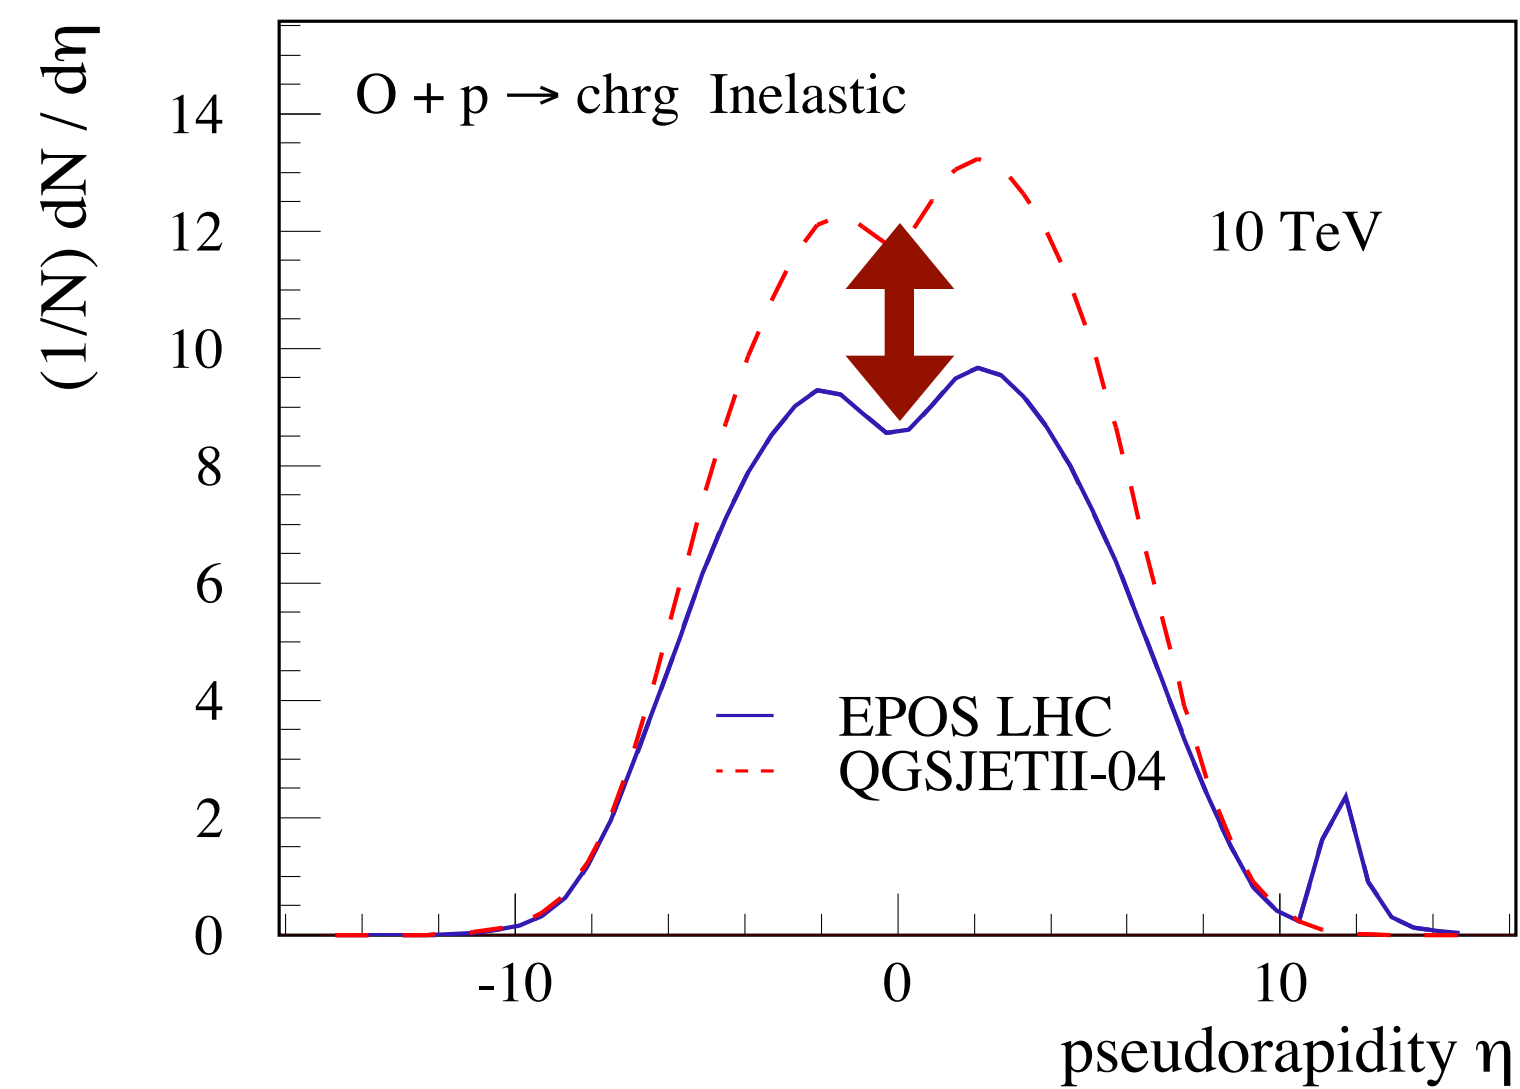 (1/N) dN / dη
O + p → chrg Inelastic
10 TeV
14
12
10
8
6
4
2
0
EPOS LHC
QGSJETII-04
-10
0
10
pseudorapidity η